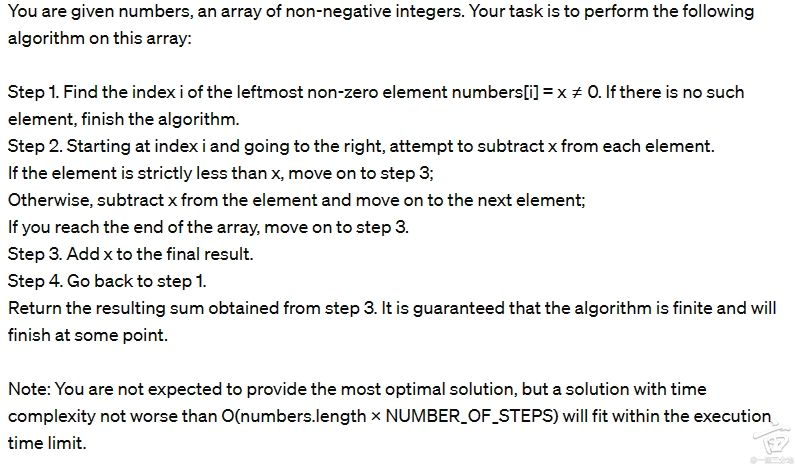 You are given numbers, an array of non-negative integers. Your task is to perform the following
algorithm on this array:
Step 1. Find the index i of the leftmost non-zero element numbers[i] = x ≠ 0. If there is no such
element, finish the algorithm.
Step 2. Starting at index i and going to the right, attempt to subtract x from each element.
If the element is strictly less than x, move on to step 3;
Otherwise, subtract x from the element and move on to the next element;
If you reach the end of the array, move on to step 3.
Step 3. Add x to the final result.
Step 4. Go back to step 1.
Return the resulting sum obtained from step 3. It is guaranteed that the algorithm is finite and will
finish at some point.
Note: You are not expected to provide the most optimal solution, but a solution with time
complexity not worse than O(numbers.length × NUMBER_OF_STEPS) will fit within the execution
time limit.